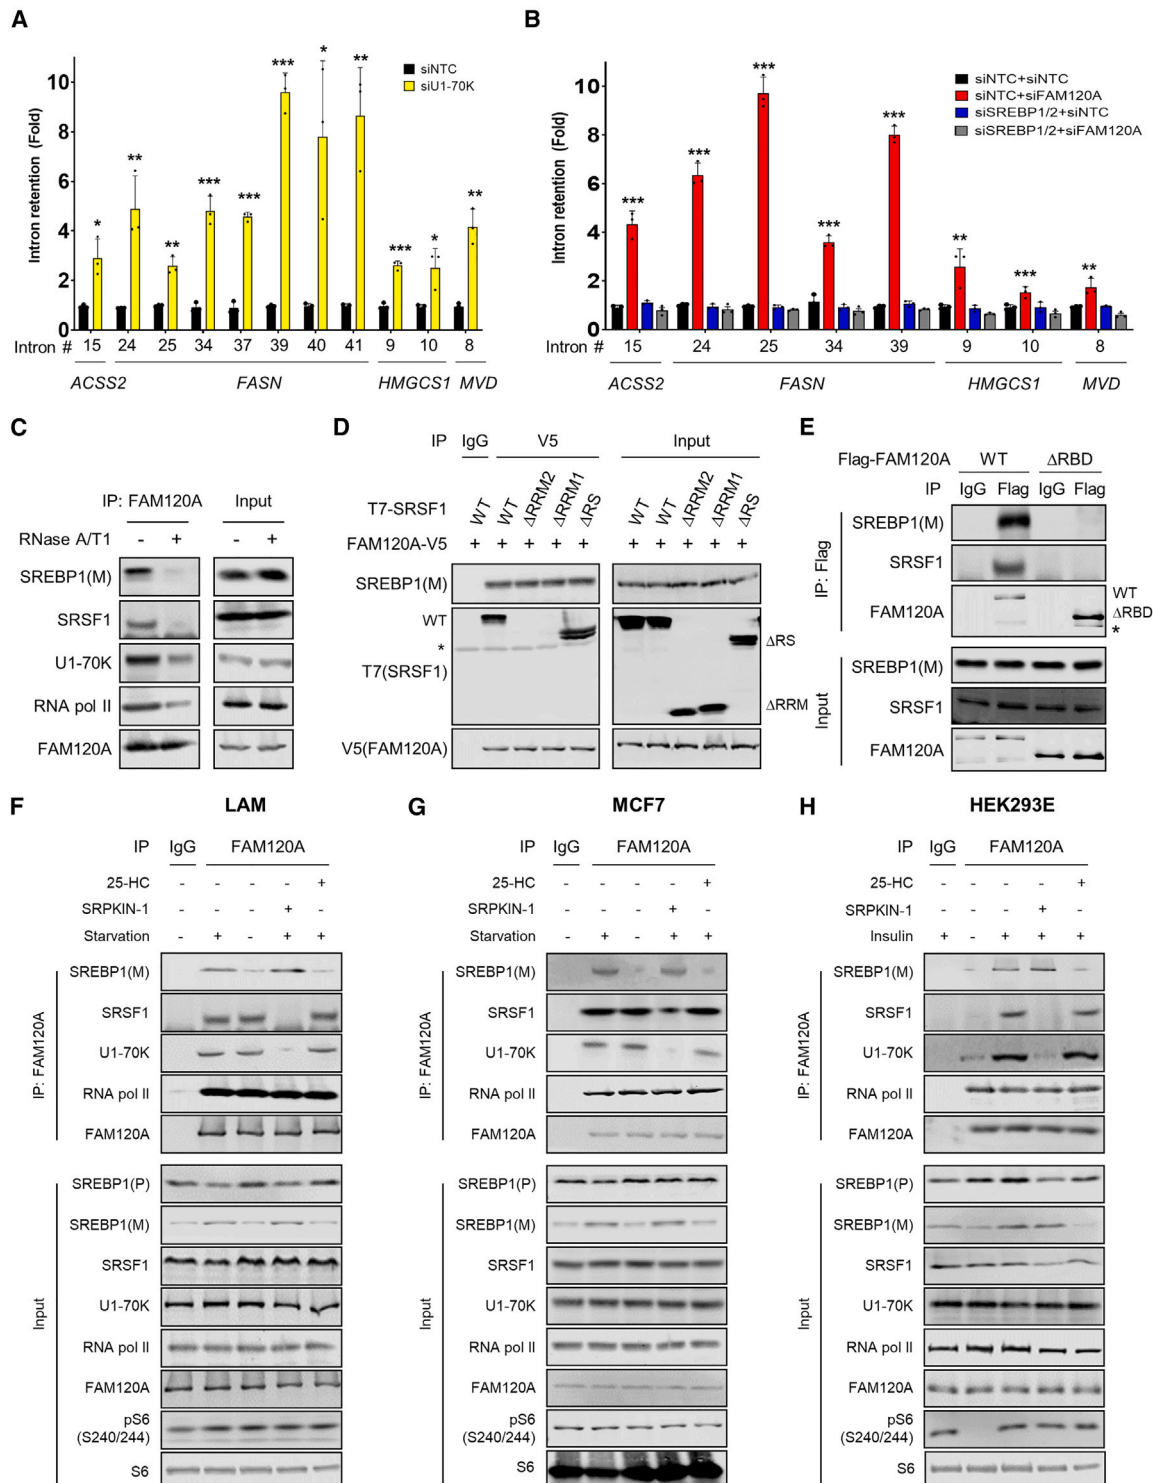 A
Intron retention (Fold)
10
8
6
4
2
0
siNTC
siU1-70K
* ** ** *** *** *** * ** *** * **
Intron # 15 24 25 34 37 39 40 41 9 10 8
ACSS2 FASN HMGCS1 MVD
B
Intron retention (Fold)
10
8
6
4
2
0
siNTC+siNTC
siNTC+siFAM120A
siSREBP1/2+siNTC
siSREBP1/2+siFAM120A
*** *** *** *** *** ** *** **
Intron # 15 24 25 34 39 9 10 8
ACSS2 FASN HMGCS1 MVD
C
IP: FAM120A Input
RNase A/T1 - + - +
SREBP1(M)
SRSF1
U1-70K
RNA pol II
FAM120A
D
IP IgG V5 Input
T7-SRSF1 WT WT ΔRRM2 ΔRRM1 ΔRS WT WT ΔRRM2 ΔRRM1 ΔRS
FAM120A-V5 + + + + + + + + + +
SREBP1(M)
WT
*
T7(SRSF1)
ΔRS
ΔRRM
V5(FAM120A)
E
Flag-FAM120A WT ΔRBD
IP IgG Flag IgG Flag
IP: Flag
SREBP1(M)
SRSF1
FAM120A
WT
ΔRBD
*
Input
SREBP1(M)
SRSF1
FAM120A
F
LAM
IP IgG FAM120A
25-HC - - - - +
SRPKIN-1 - - - + -
Starvation - + - + +
IP: FAM120A
SREBP1(M)
SRSF1
U1-70K
RNA pol II
FAM120A
Input
SREBP1(P)
SREBP1(M)
SRSF1
U1-70K
RNA pol II
FAM120A
pS6
(S240/244)
S6
G
MCF7
IP IgG FAM120A
25-HC - - - - +
SRPKIN-1 - - - + -
Starvation - + - + +
IP: FAM120A
SREBP1(M)
SRSF1
U1-70K
RNA pol II
FAM120A
Input
SREBP1(P)
SREBP1(M)
SRSF1
U1-70K
RNA pol II
FAM120A
pS6
(S240/244)
S6
H
HEK293E
IP IgG FAM120A
25-HC - - - - +
SRPKIN-1 - - - + -
Insulin + - + + +
IP: FAM120A
SREBP1(M)
SRSF1
U1-70K
RNA pol II
FAM120A
Input
SREBP1(P)
SREBP1(M)
SRSF1
U1-70K
RNA pol II
FAM120A
pS6
(S240/244)
S6